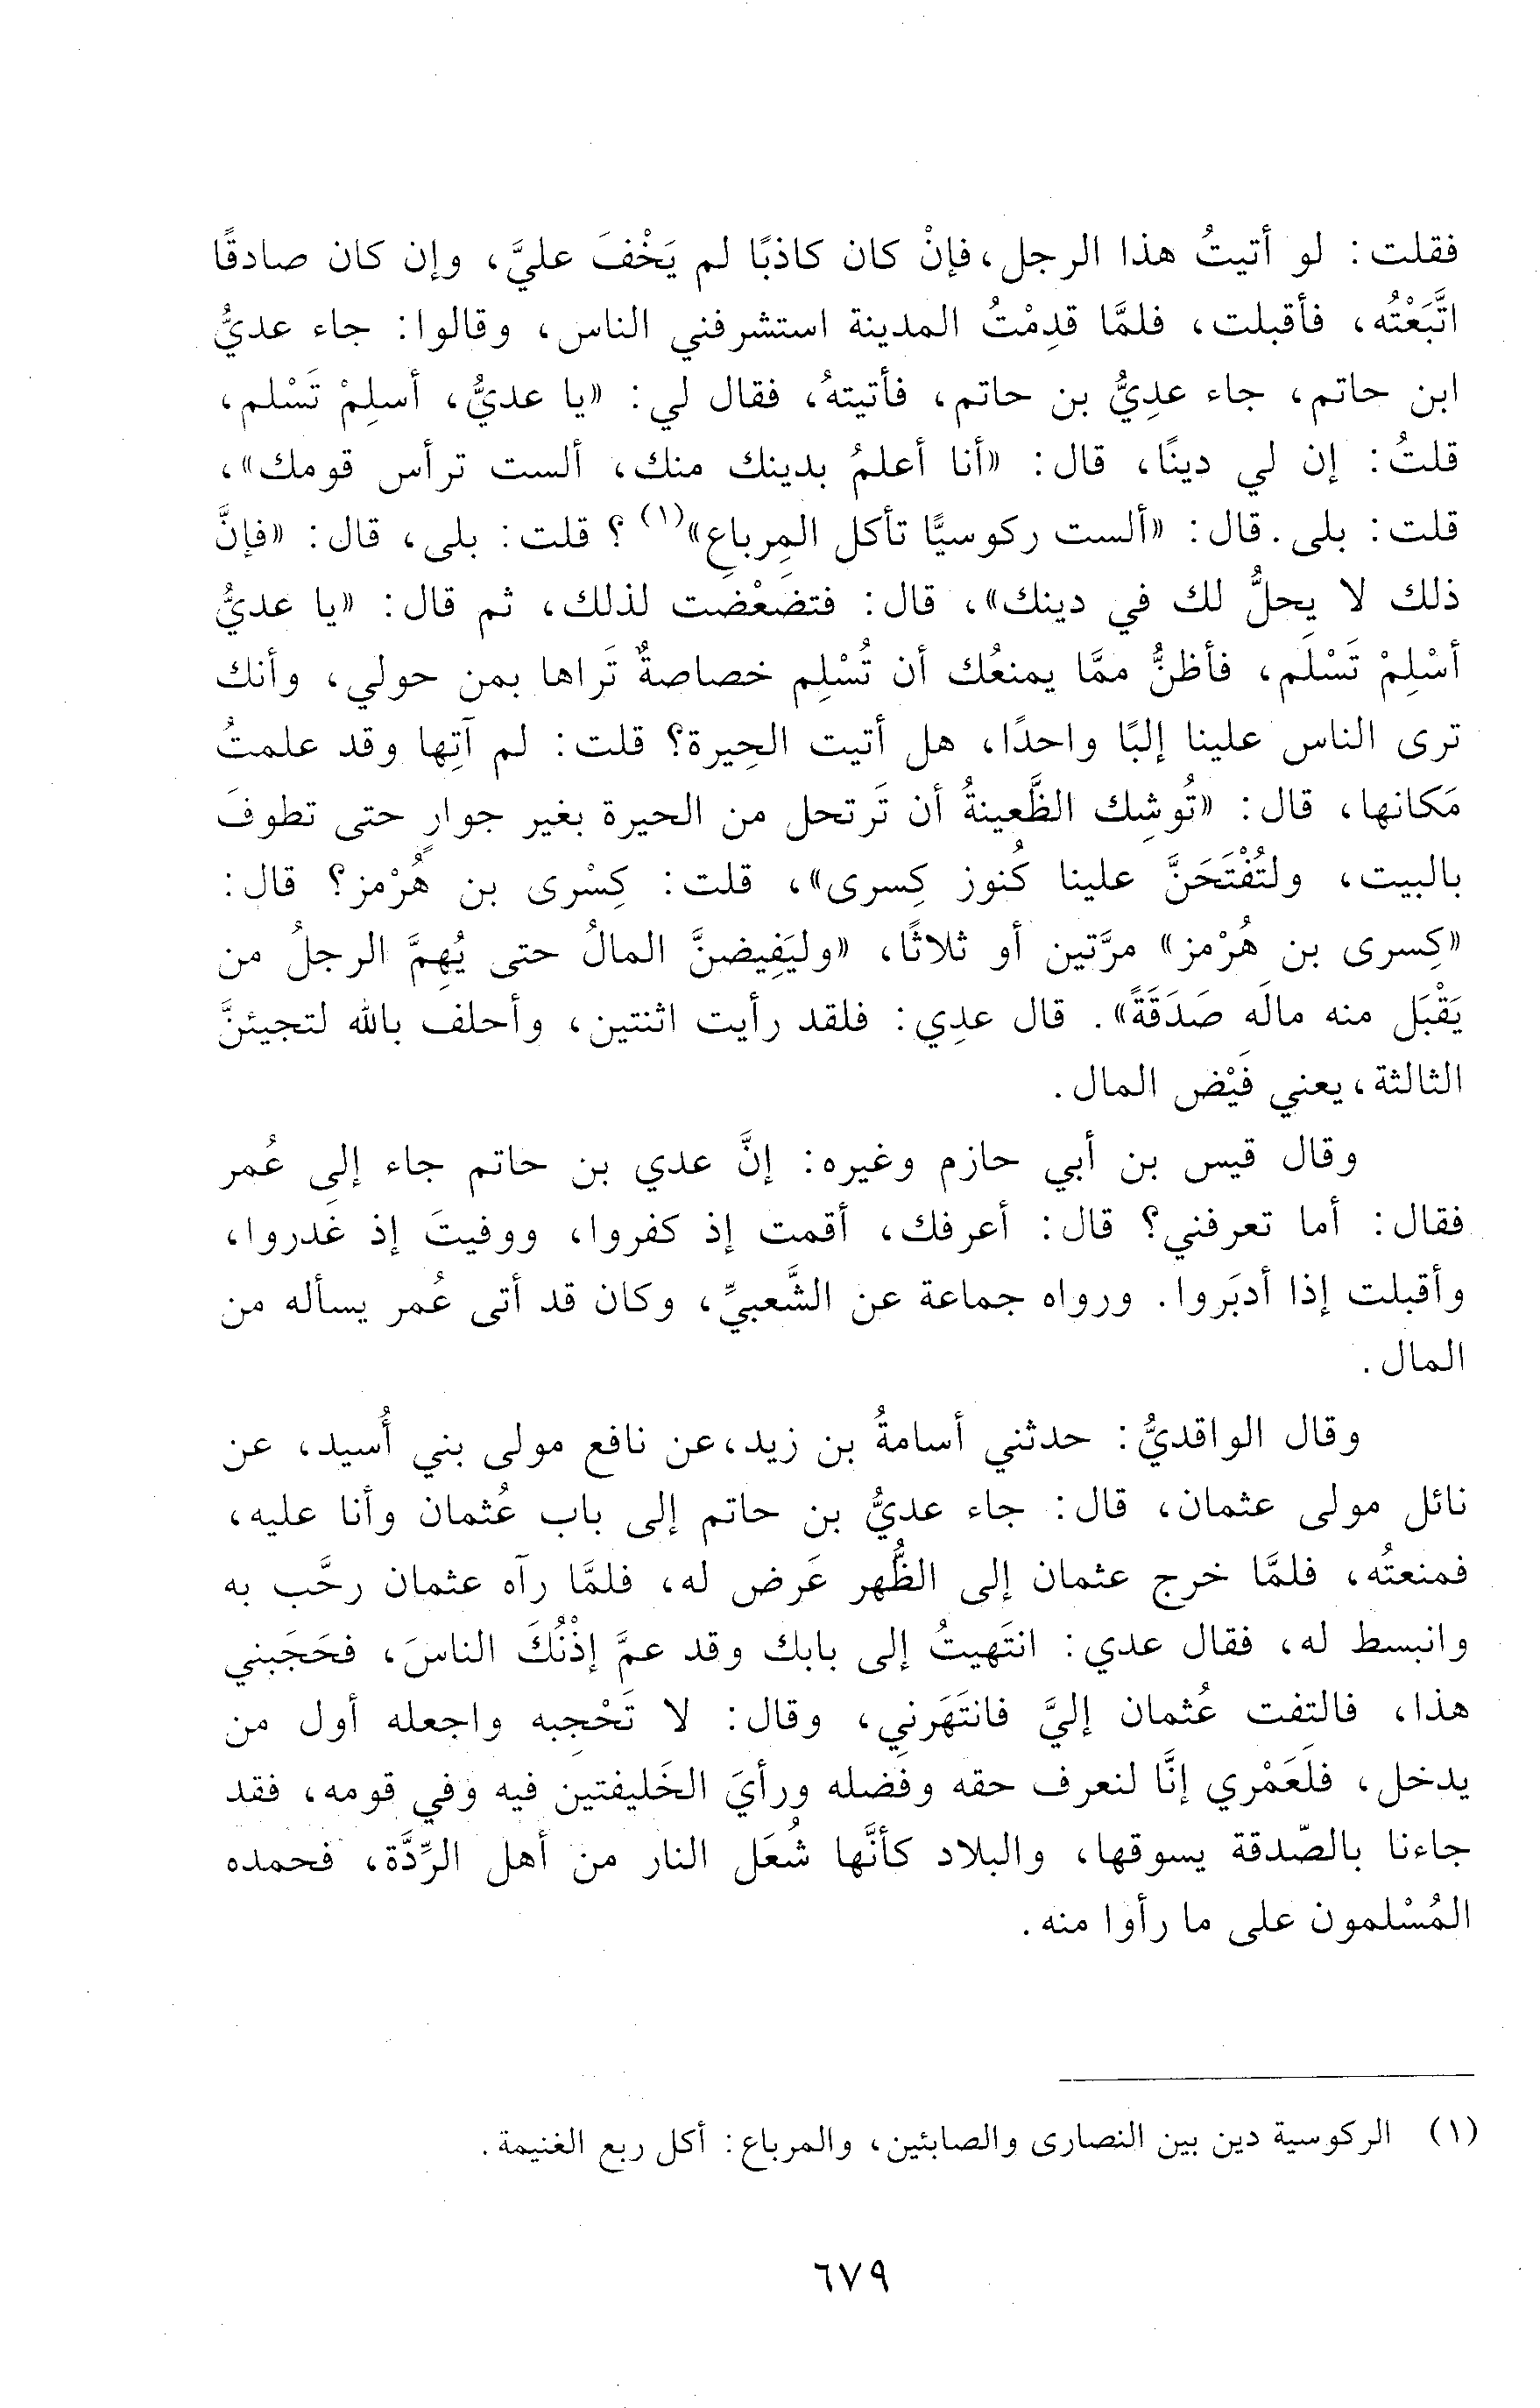 فقلت: لو أتيتُ هذا الرجل، فإنْ كان كاذبًا لم يَخْفَ عليَّ، وإن كان صادقًا
اتَّبَعْتُه، فأقبلت، فلمَّا قدِمْتُ المدينة استشرفني الناس، وقالوا: جاء عديُّ
ابن حاتم، جاء عدِيُّ بن حاتم، فأتيتهُ، فقال لي: «يا عديُّ، أسلِمْ تَسْلم،
قلتُ: إن لي دينًا، قال: «أنا أعلمُ بدينك منك، ألست ترأس قومك»،
قلت: بلى. قال: «ألست ركوسيًّا تأكل المِرباعِ»(١)؟ قلت: بلى، قال: «فإنَّ
ذلك لا يحلُّ لك في دينك»، قال: فتضَعْضَت لذلك، ثم قال: «يا عديُّ
أسْلِمْ تَسْلَم، فأظنُّ ممَّا يمنعُك أن تُسْلِم خصاصةٌ تَراها بمن حولي، وأنك
ترى الناس علينا إلبًا واحدًا، هل أتيت الحِيرة؟ قلت: لم آتِها وقد علمتُ
مَكانها، قال: «تُوشِك الظَّعينةُ أن تَرتحل من الحيرة بغير جوارٍ حتى تطوفَ
بالبيت، ولتُفْتَحَنَّ علينا كُنوز كِسرى»، قلت: كِسْرى بن هُرْمز؟ قال:
«كِسرى بن هُرْمز» مرَّتين أو ثلاثًا، «وليَفِيضنَّ المالُ حتى يُهِمَّ الرجلُ من
يَقْبَل منه مالَه صَدَقَةً». قال عدِي: فلقد رأيت اثنتين، وأحلف بالله لتجيئنَّ
الثالثة، يعني فَيْض المال.
وقال قيس بن أبي حازم وغيره: إنَّ عدي بن حاتم جاء إلى عُمر
فقال: أما تعرفني؟ قال: أعرفك، أقمت إذ كفروا، ووفيتَ إذ غَدروا،
وأقبلت إذا أدبَروا. ورواه جماعة عن الشَّعبيِّ، وكان قد أتى عُمر يسأله من
المال.
وقال الواقديُّ: حدثني أسامةُ بن زيد، عن نافع مولى بني أُسيد، عن
نائل مولى عثمان، قال: جاء عديُّ بن حاتم إلى باب عُثمان وأنا عليه،
فمنعتُه، فلمَّا خرج عثمان إلى الظُّهر عَرض له، فلمَّا رآه عثمان رحَّب به
وانبسط له، فقال عدي: انتَهيتُ إلى بابك وقد عمَّ إذْنُكَ الناسَ، فحَجَبني
هذا، فالتفت عُثمان إليَّ فانتَهَرنِي، وقال: لا تَحْجِبه واجعله أول من
يدخل، فلَعَمْري إنَّا لنعرف حقه وفَضله ورأيَ الخَليفتين فيه وفي قومه، فقد
جاءنا بالصّدقة يسوقها، والبلاد كأنَّها شُعَل النار من أهل الرِّدَّة، فحمده
المُسْلمون على ما رأوا منه.
(١) الركوسية دين بين النصارى والصابئين، والمرباع: أكل ربع الغنيمة.
٦٧٩